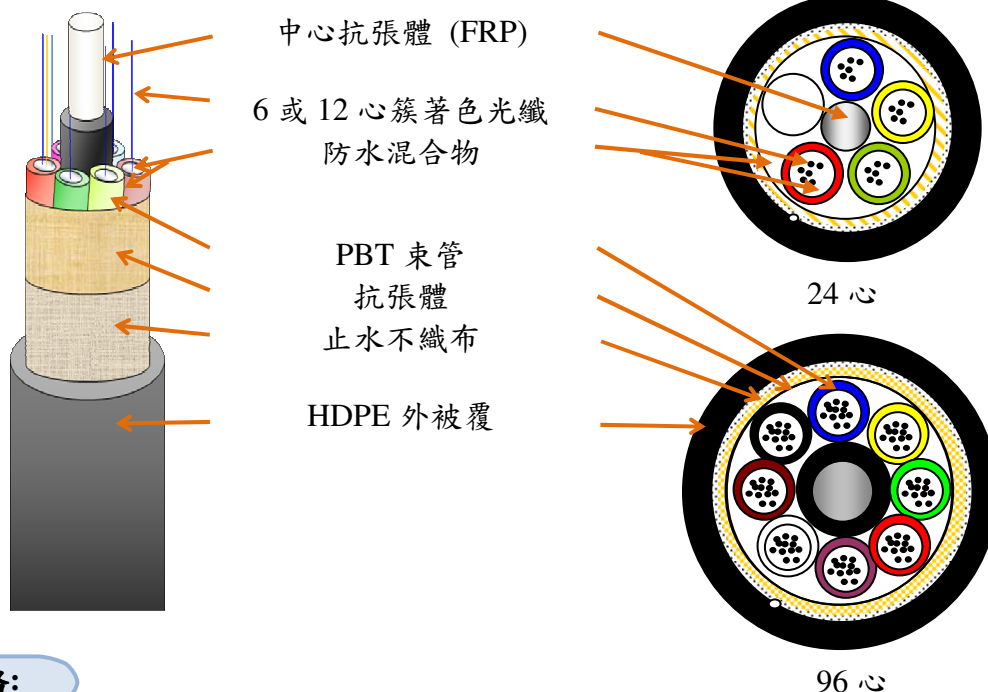 中心抗張體 (FRP)
6 或 12 心簇著色光纖
防水混合物
PBT 束管
抗張體
止水不織布
HDPE 外被覆
24 心
96 心